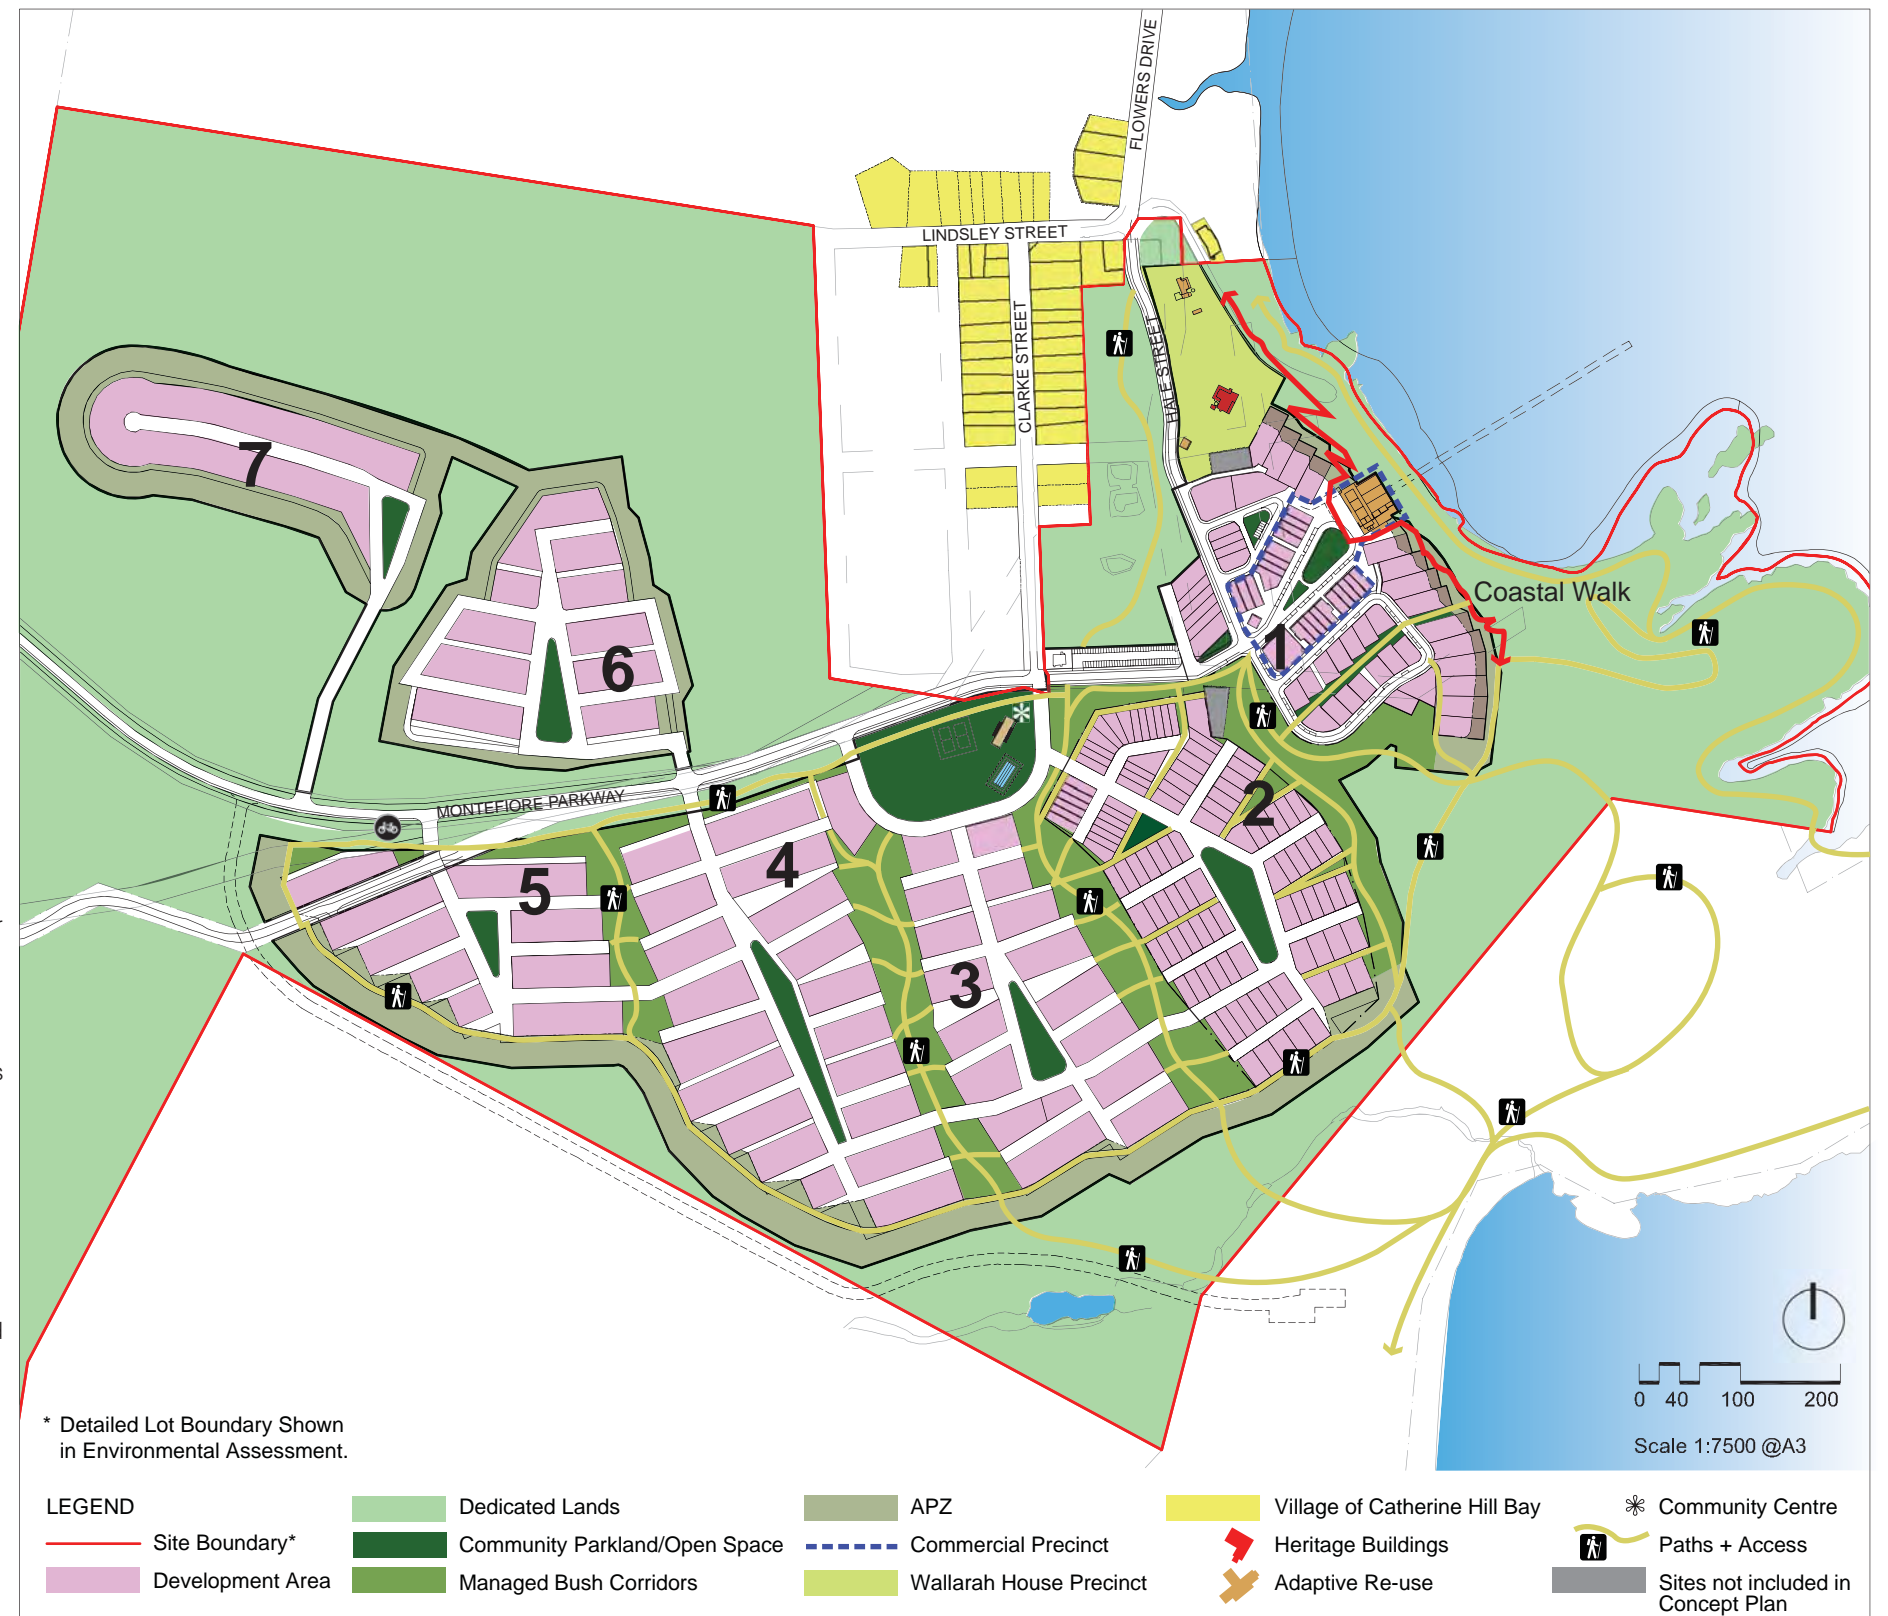 FLOWERS DRIVE
LINDSLEY STREET
CLARKE STREET
HALE STREET
7
6
Coastal Walk
1
MONTEFIORE PARKWAY
2
4
5
3
0 40 100 200
Scale 1:7500 @A3
* Detailed Lot Boundary Shown
in Environmental Assessment.
LEGEND
Site Boundary*
Development Area
Dedicated Lands
Community Parkland/Open Space
Managed Bush Corridors
APZ
Commercial Precinct
Wallarah House Precinct
Village of Catherine Hill Bay
Heritage Buildings
Adaptive Re-use
Community Centre
Paths + Access
Sites not included in
Concept Plan